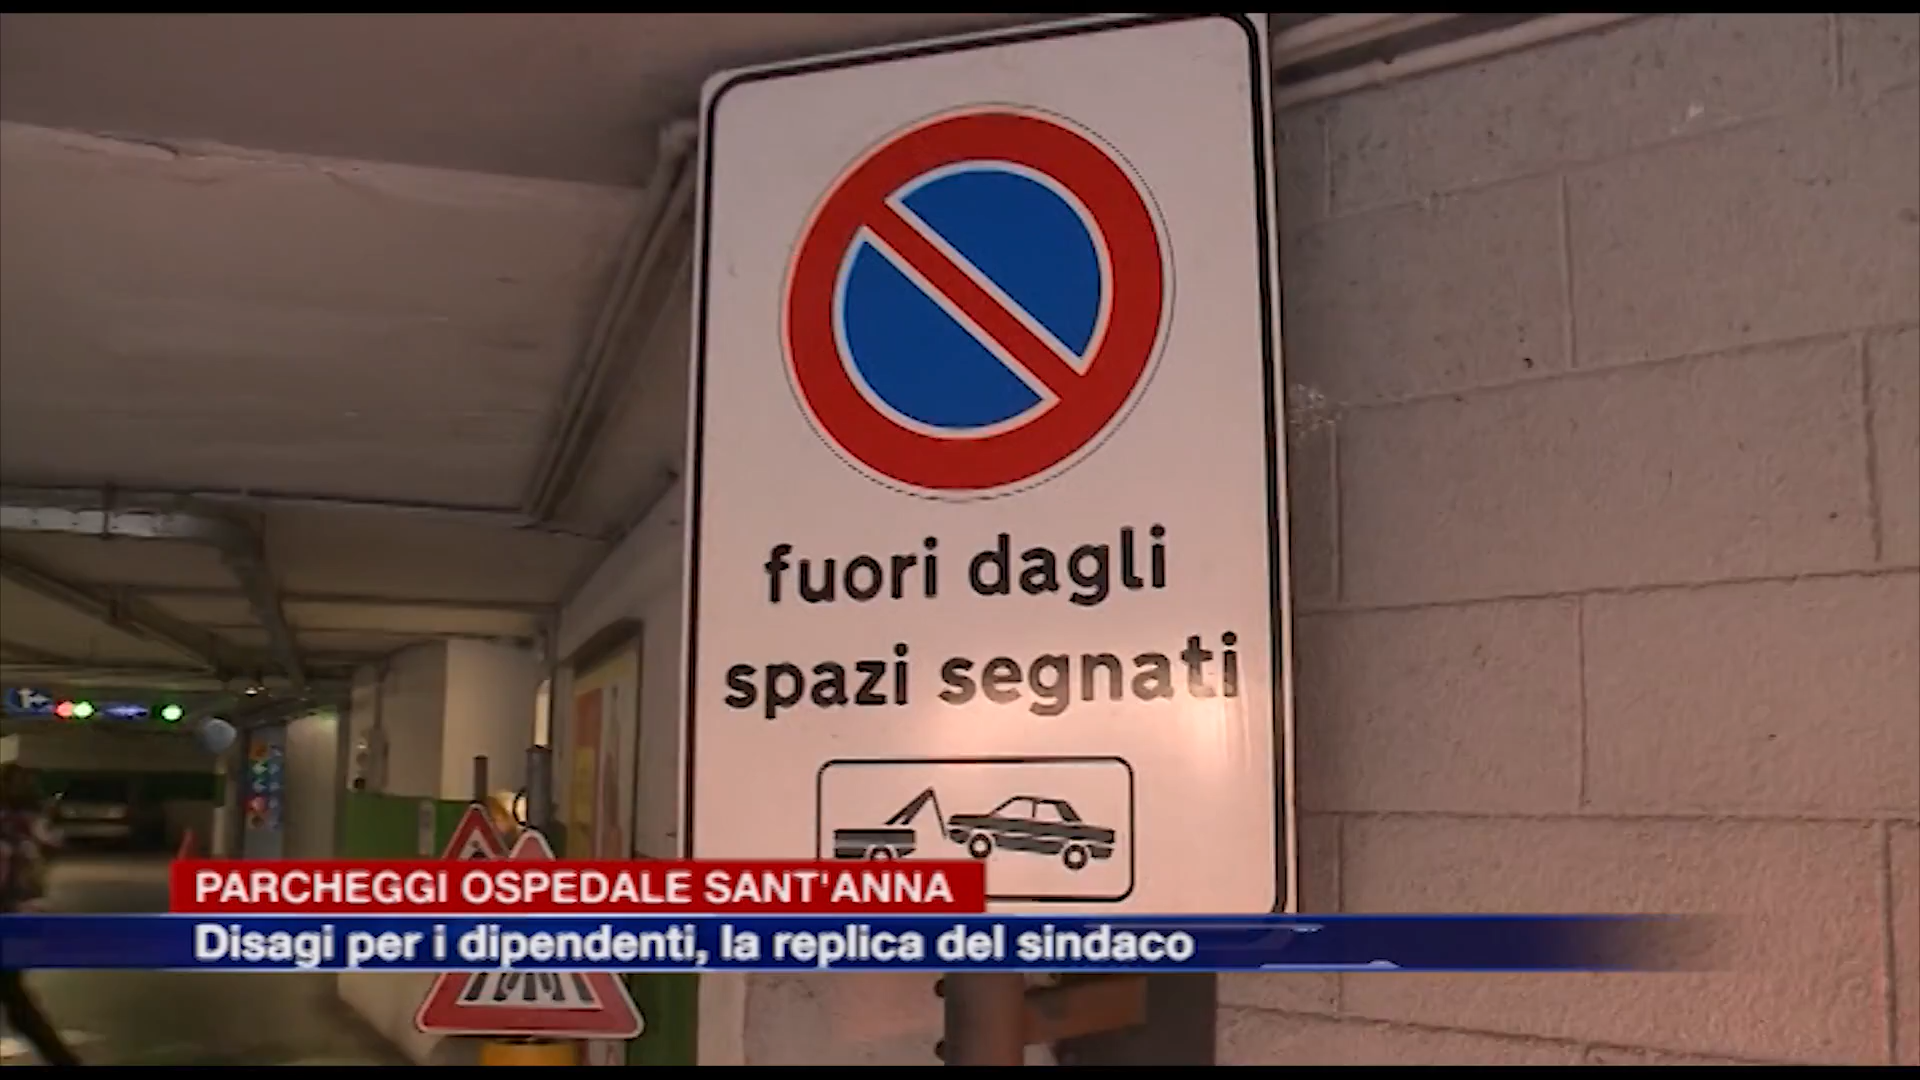 fuori dagli
spazi segnati
PARCHEGGI OSPEDALE SANT'ANNA
Disagi per i dipendenti, la replica del sindaco